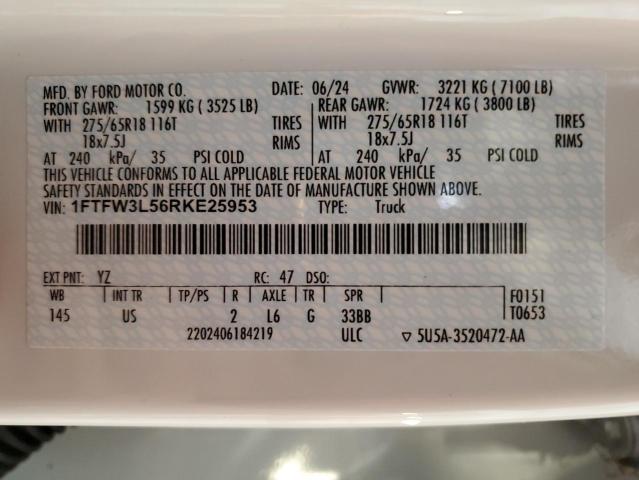 MFD. BY FORD MOTOR CO. DATE: 06/24 GVWR: 3221 KG ( 7100 LB)
FRONT GAWR: 1599 KG ( 3525 LB) REAR GAWR: 1724 KG ( 3800 LB)
WITH 275/65R18 116T TIRES WITH 275/65R18 116T TIRES
18x7.5J RIMS 18x7.5J RIMS
AT 240 kPa/ 35 PSI COLD AT 240 kPa/ 35 PSI COLD
THIS VEHICLE CONFORMS TO ALL APPLICABLE FEDERAL MOTOR VEHICLE
SAFETY STANDARDS IN EFFECT ON THE DATE OF MANUFACTURE SHOWN ABOVE.
VIN: 1FTFW3L56RKE25953 TYPE: Truck
EXT PNT: YZ RC: 47 DSO:
WB INT TR TP/PS R AXLE TR SPR F0151
145 US 2 L6 G 33BB T0653
2202406184219 ULC ▽ 5U5A-3520472-AA